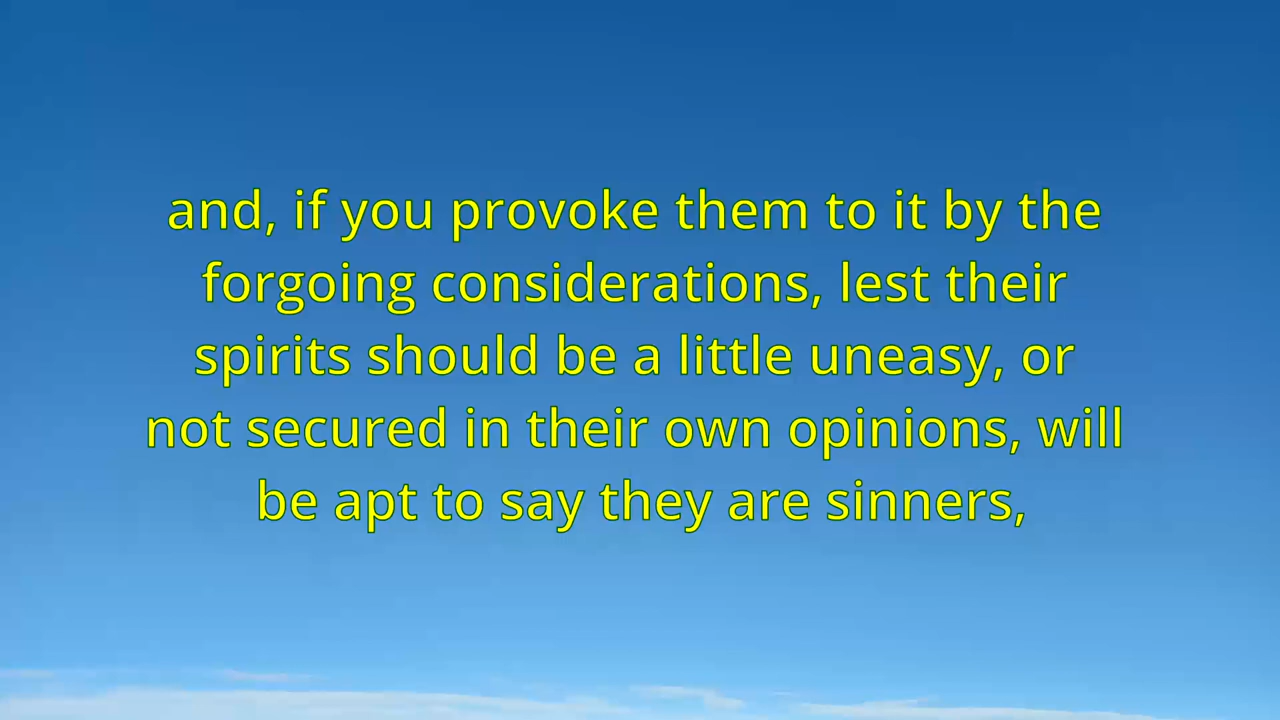 and, if you provoke them to it by the
forgoing considerations, lest their
spirits should be a little uneasy, or
not secured in their own opinions, will
be apt to say they are sinners,